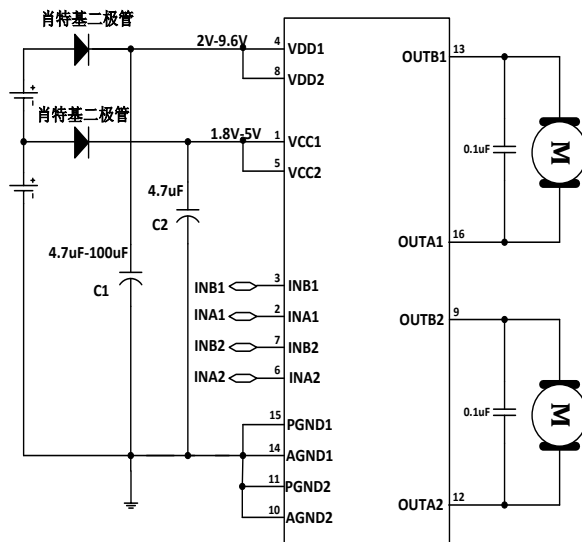 肖特基二极管
2V-9.6V
4
VDD1
8
VDD2
OUTB1
13
+
肖特基二极管
1.8V-5V
1
VCC1
5
VCC2
0.1uF
M
+
4.7uF
C2
OUTA1
16
4.7uF-100uF
C1
INB1
3
INB1
INA1
2
INA1
INB2
7
INB2
INA2
6
INA2
OUTB2
9
15
PGND1
14
AGND1
11
PGND2
10
AGND2
0.1uF
M
OUTA2
12